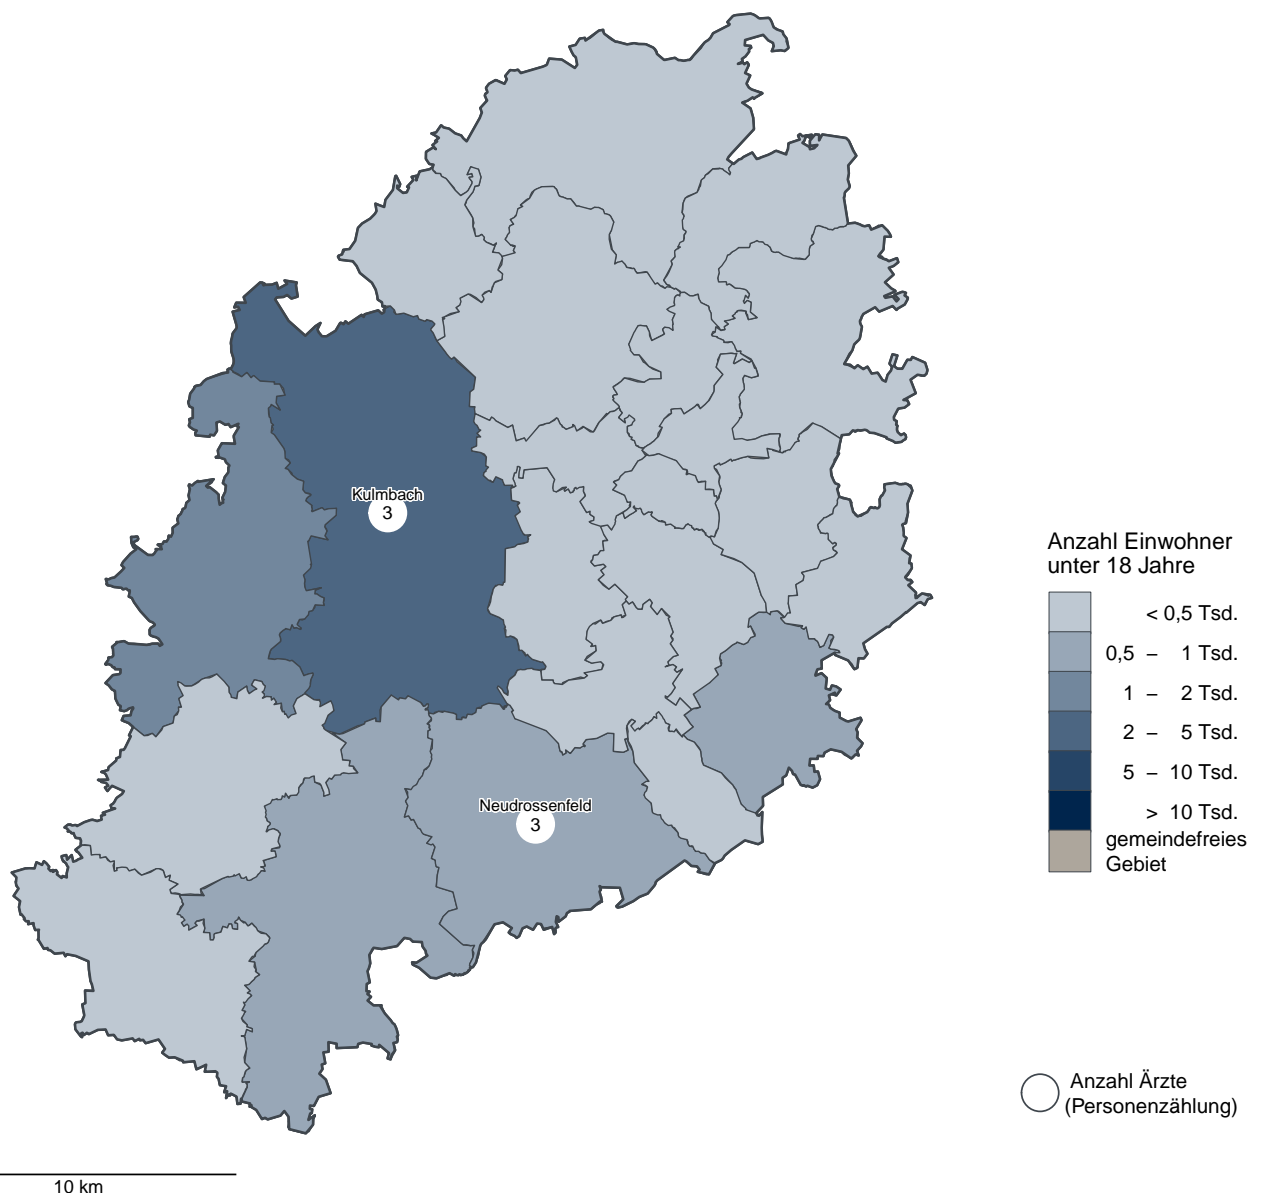 Kulmbach
3
Neudrossenfeld
3
Anzahl Einwohner
unter 18 Jahre
< 0,5 Tsd.
0,5 – 1 Tsd.
1 – 2 Tsd.
2 – 5 Tsd.
5 – 10 Tsd.
> 10 Tsd.
gemeindefreies
Gebiet
Anzahl Ärzte
(Personenzählung)
10 km